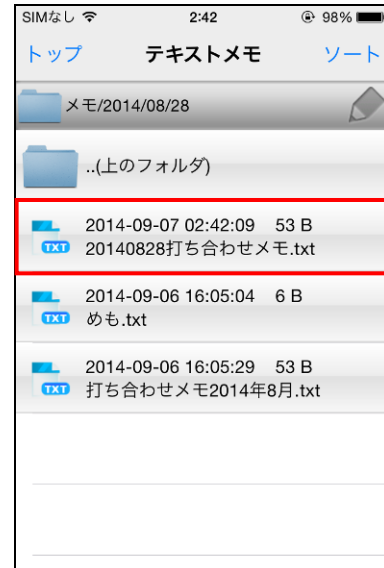 SIMなし 2:42 98%
トップ テキストメモ ソート
メモ/2014/08/28
..(上のフォルダ)
2014-09-07 02:42:09 53 B
TXT 20140828打ち合わせメモ.txt
2014-09-06 16:05:04 6 B
TXT めも.txt
2014-09-06 16:05:29 53 B
TXT 打ち合わせメモ2014年8月.txt